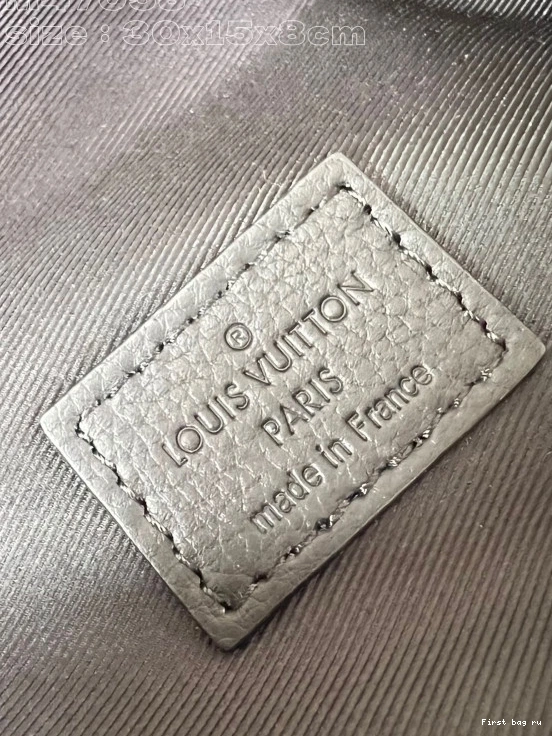 size : 30x15x8cm
®
LOUIS VUITTON
PARIS
made in France
First bag ru